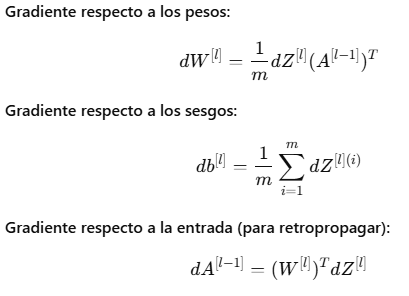 Gradiente respecto a los pesos:
dW^{[l]} = \frac{1}{m} dZ^{[l]} (A^{[l-1]})^T
Gradiente respecto a los sesgos:
db^{[l]} = \frac{1}{m} \sum_{i=1}^{m} dZ^{[l](i)}
Gradiente respecto a la entrada (para retropropagar):
dA^{[l-1]} = (W^{[l]})^T dZ^{[l]}